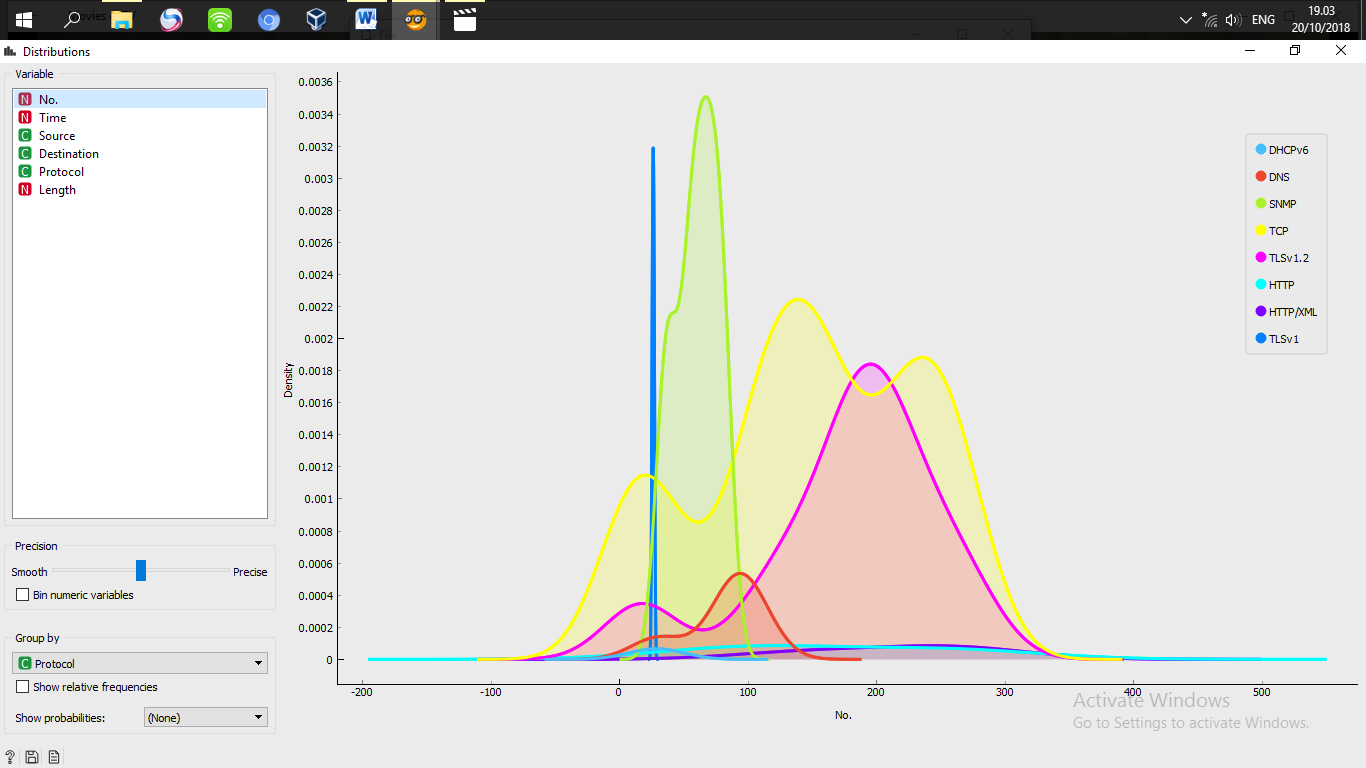 ovies
W
ENG
19.03
20/10/2018
Distributions
Variable
N No.
N Time
C Source
C Destination
C Protocol
N Length
Precision
Smooth
Precise
Bin numeric variables
Group by
C Protocol
Show relative frequencies
Show probabilities:
(None)
?
Density
0.0036
0.0034
0.0032
0.003
0.0028
0.0026
0.0024
0.0022
0.002
0.0018
0.0016
0.0014
0.0012
0.001
0.0008
0.0006
0.0004
0.0002
0
-200
-100
0
100
200
300
400
500
No.
DHCPv6
DNS
SNMP
TCP
TLSv1.2
HTTP
HTTP/XML
TLSv1
Activate Windows
Go to Settings to activate Windows.